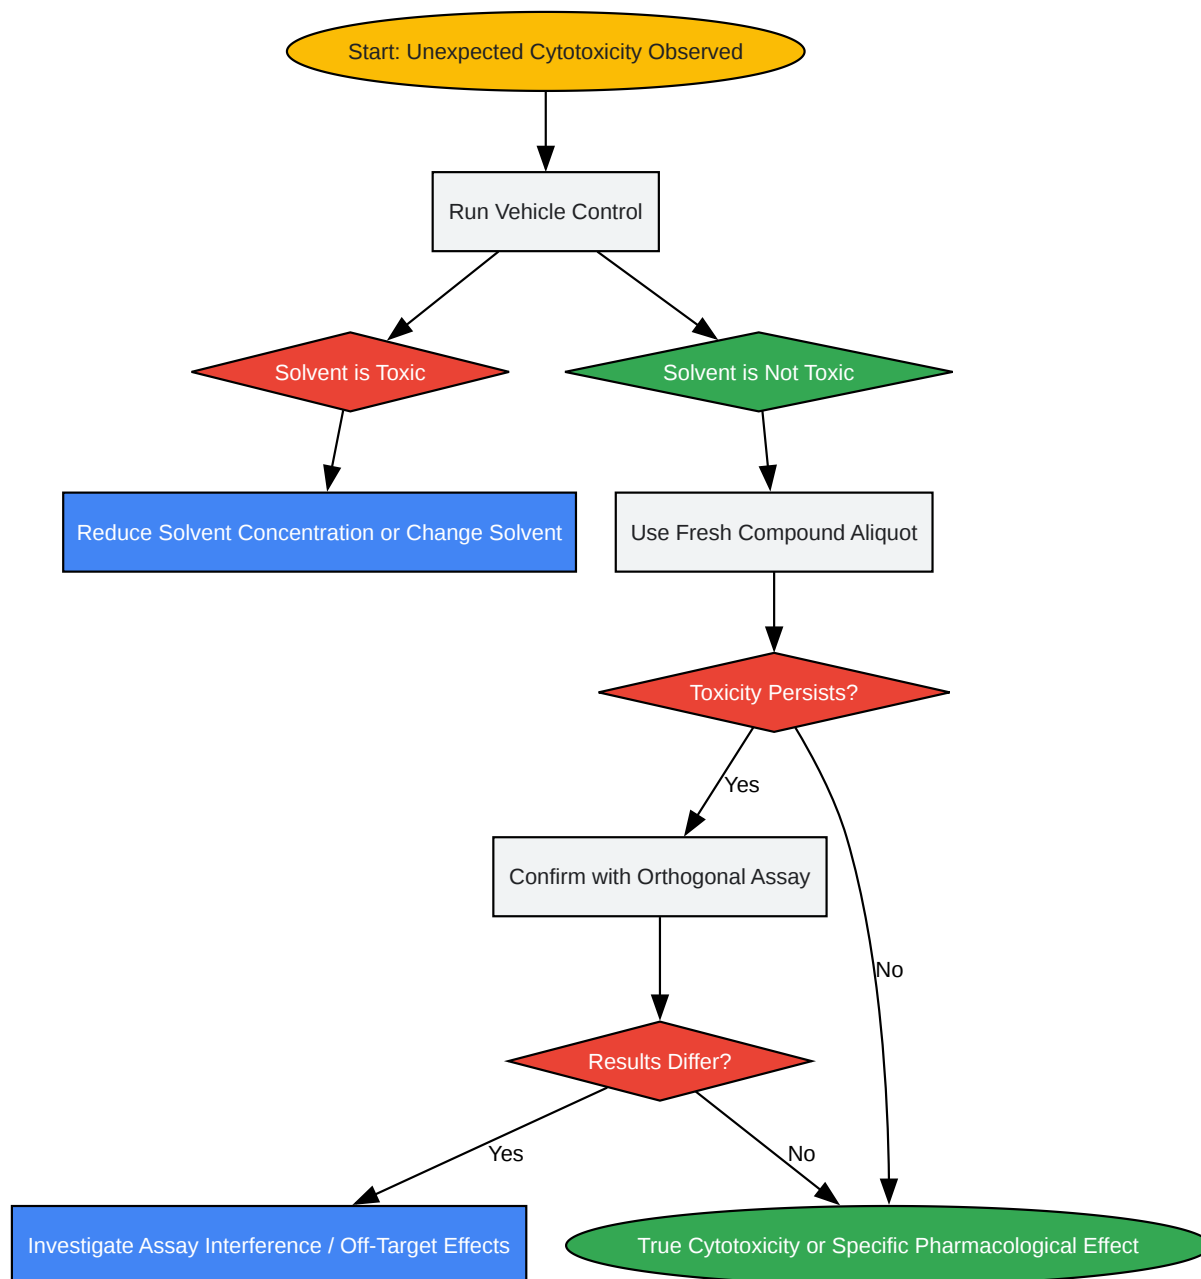 Start: Unexpected Cytotoxicity Observed
Run Vehicle Control
Solvent is Toxic
Solvent is Not Toxic
Reduce Solvent Concentration or Change Solvent
Use Fresh Compound Aliquot
Toxicity Persists?
Yes
Confirm with Orthogonal Assay
No
Results Differ?
Yes
No
Investigate Assay Interference / Off-Target Effects
True Cytotoxicity or Specific Pharmacological Effect